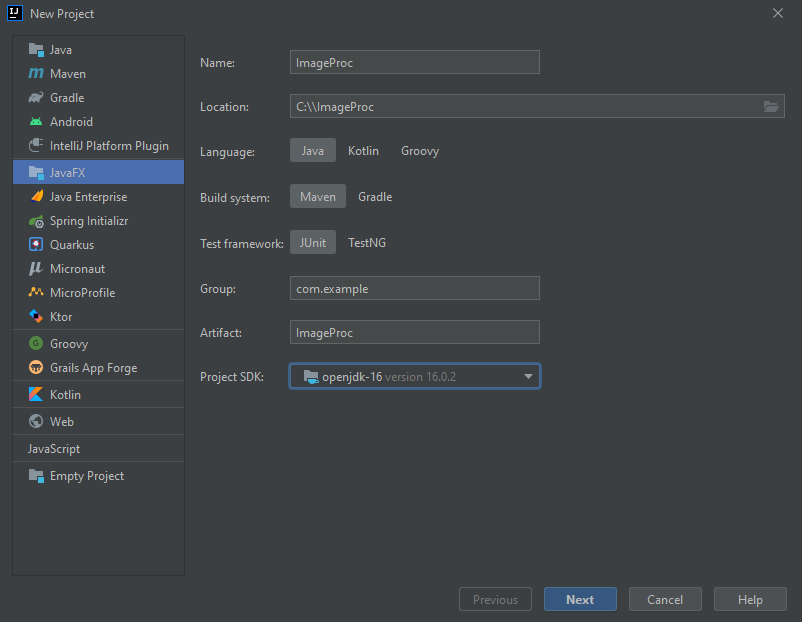 New Project
Java
Maven
Gradle
Android
IntelliJ Platform Plugin
JavaFX
Java Enterprise
Spring Initializr
Quarkus
Micronaut
MicroProfile
Ktor
Groovy
Grails App Forge
Kotlin
Web
JavaScript
Empty Project
Name: ImageProc
Location: C:\\ImageProc
Language: Java Kotlin Groovy
Build system: Maven Gradle
Test framework: JUnit TestNG
Group: com.example
Artifact: ImageProc
Project SDK: openjdk-16 version 16.0.2
Previous Next Cancel Help